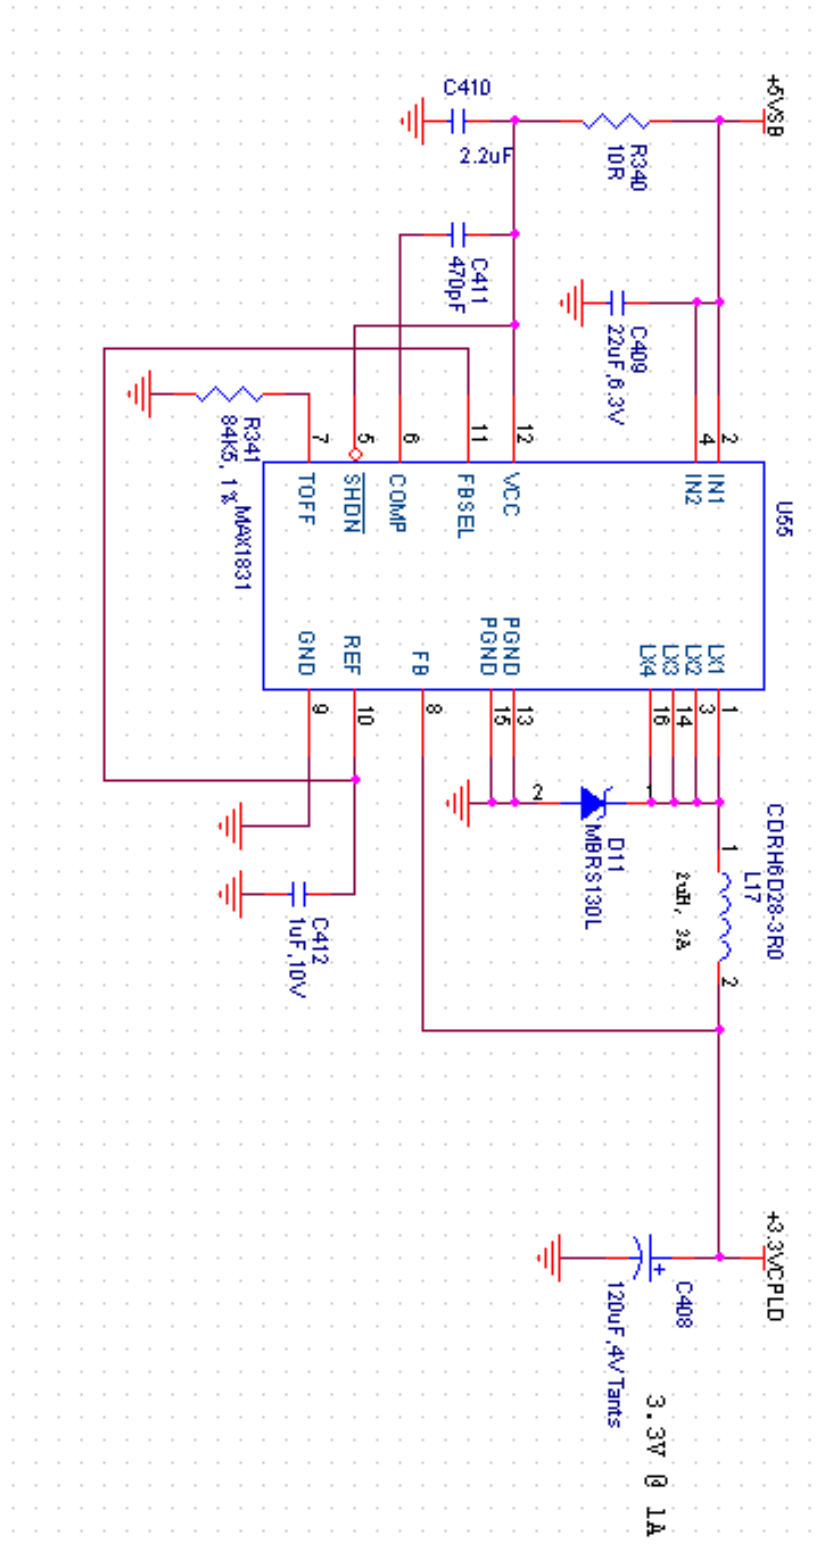 +5VSB
R340
10R
C410
2.2uF
C411
470pF
C409
22uF,6.3V
R341
84K5, 1%
2
4
12
11
6
5
7
U55
IN1
IN2
VCC
FBSEL
COMP
SHDN
TOFF
MAX1831
LX1
LX2
LX3
LX4
PGND
PGND
FB
REF
GND
1
3
14
16
13
15
8
10
9
CDRH6D28-3R0
L17
2uH, 3A
1
2
D11
MBRS130L
1
2
C412
1uF,10V
+3.3VCPLD
C408
120uF,4V Tants
+
3.3V @ 1A